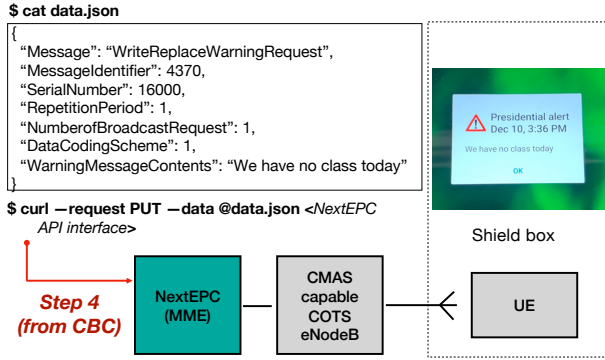 $ cat data.json
{
“Message”: “WriteReplaceWarningRequest”,
“MessageIdentifier”: 4370,
“SerialNumber”: 16000,
“RepetitionPeriod”: 1,
“NumberofBroadcastRequest”: 1,
“DataCodingScheme”: 1,
“WarningMessageContents”: “We have no class today”
}
Presidential alert
Dec 10, 3:36 PM
We have no class today
OK
$ curl —request PUT —data @data.json <NextEPC
API interface>
Shield box
Step 4
(from CBC)
NextEPC
(MME)
CMAS
capable
COTS
eNodeB
UE